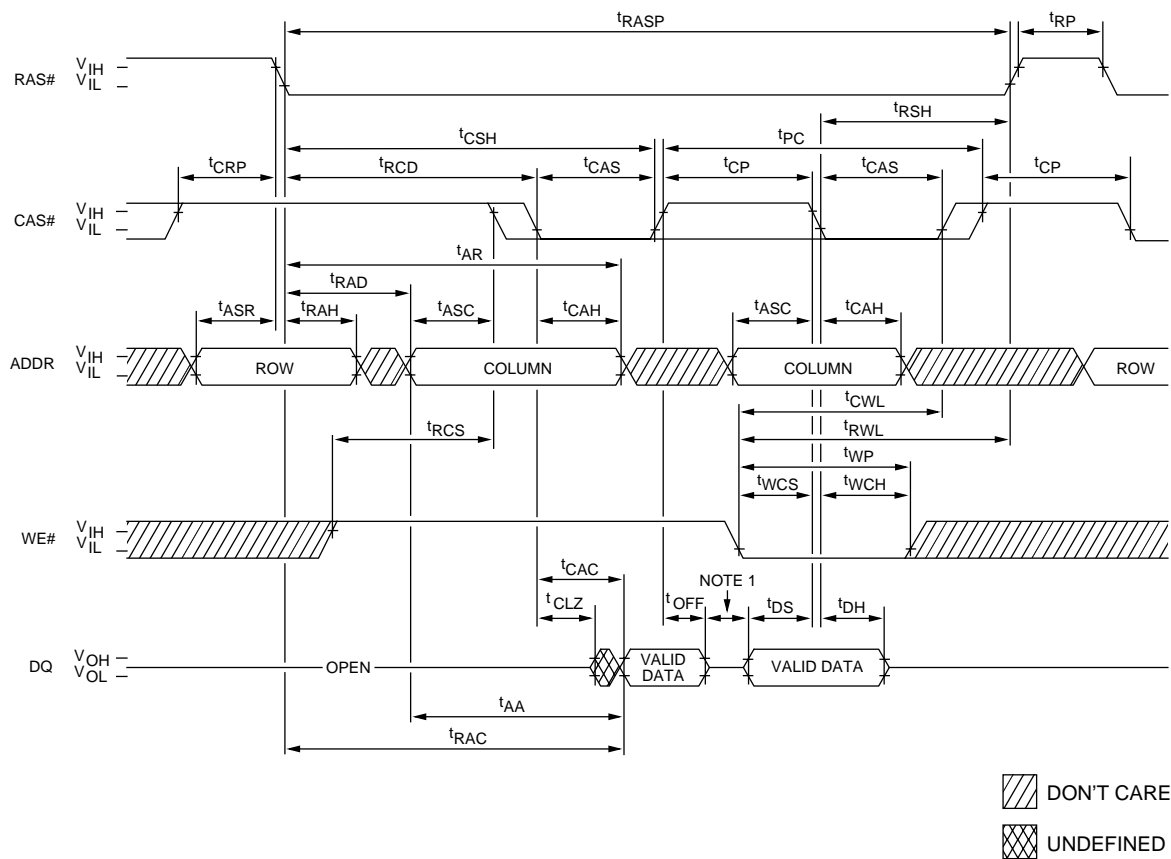 tRASP
tRP
RAS# VIH
VIL
tRSH
tCSH
tPC
tCRP tRCD tCAS tCP tCAS tCP
CAS# VIH
VIL
tAR
tRAD
tASR tRAH tASC tCAH tASC tCAH
ADDR VIH
VIL
ROW COLUMN COLUMN ROW
tCWL
tRCS tRWL
tWP
tWCS tWCH
WE# VIH
VIL
tCAC
NOTE 1
tCLZ tOFF tDS tDH
DQ VOH
VOL
OPEN VALID DATA VALID DATA
tAA
tRAC
DON'T CARE
UNDEFINED